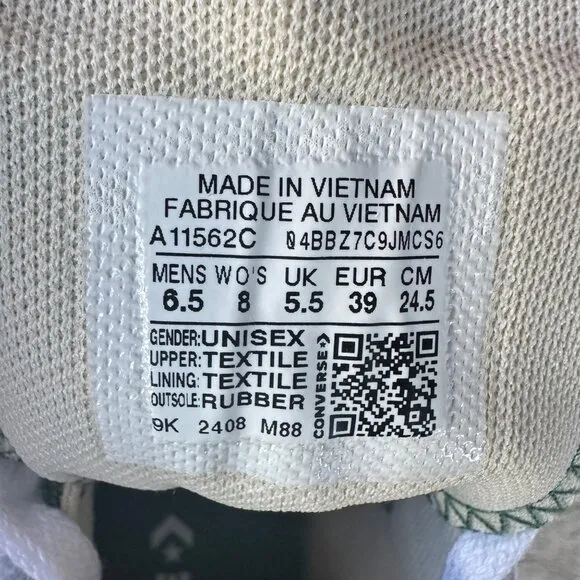 MADE IN VIETNAM
FABRIQUE AU VIETNAM
A11562C 04BBZ7C9JMCS6
MENS WO'S UK EUR CM
6.5 8 5.5 39 24.5
GENDER: UNISEX
UPPER: TEXTILE
LINING: TEXTILE
OUTSOLE: RUBBER
9K 2408 M88
CONVERSE